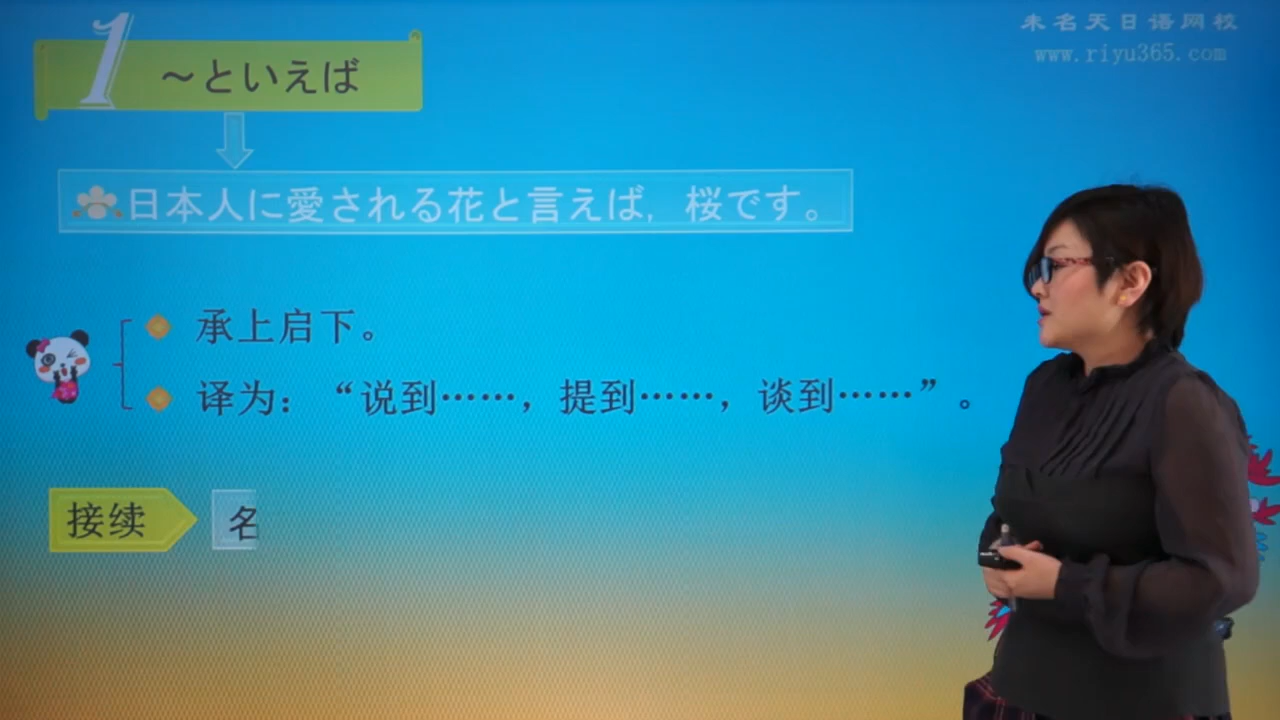 未名天日语网校
www.riyu365.com
1 ～といえば
日本人に愛される花と言えば，桜です。
承上启下。
译为：“说到……，提到……，谈到……”。
接续
名